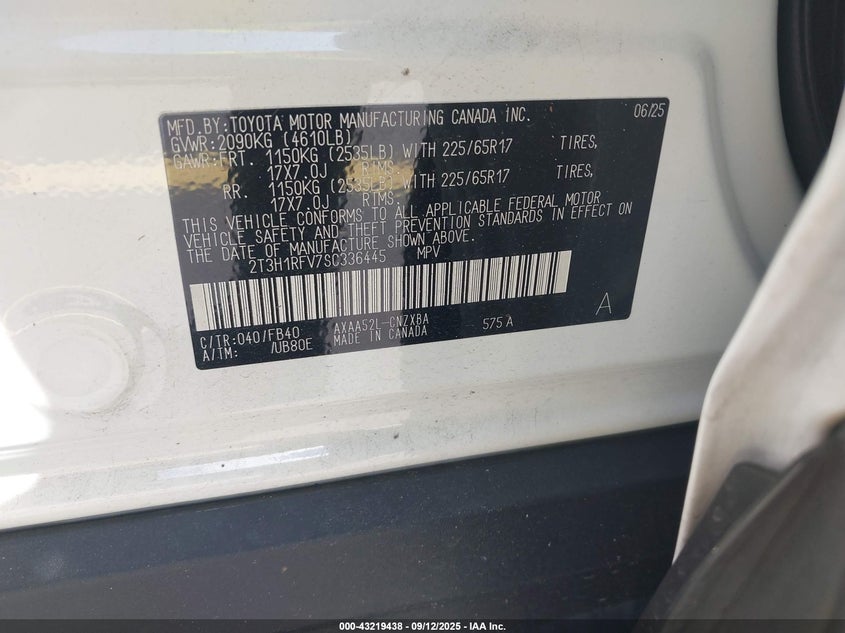 MFD.BY:TOYOTA MOTOR MANUFACTURING CANADA INC. 06/25
GVWR:2090KG (4610LB)
GAWR:FRT. 1150KG (2535LB) WITH 225/65R17 TIRES,
17X7.0J RIMS.
RR. 1150KG (2535LB) WITH 225/65R17 TIRES,
17X7.0J RIMS.
THIS VEHICLE CONFORMS TO ALL APPLICABLE FEDERAL MOTOR
VEHICLE SAFETY AND THEFT PREVENTION STANDARDS IN EFFECT ON
THE DATE OF MANUFACTURE SHOWN ABOVE.
2T3H1RFV7SC336445 MPV
C/TR:040/FB40 AXAA52L-CNZXBA 575 A A
A/TM: /UB80E MADE IN CANADA
000-43219438 - 09/12/2025 - IAA Inc.